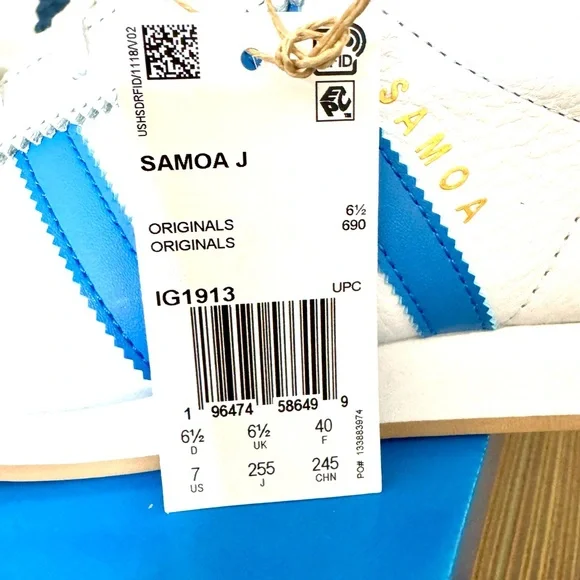 USHSDRFID/1118/V02
RFID
EPC™
SAMOA
SAMOA J
6½
ORIGINALS 690
ORIGINALS
IG1913 UPC
1 96474 58649 9
6½ 6½ 40
D UK F
7 255 245
US J CHN
PO# 133883974